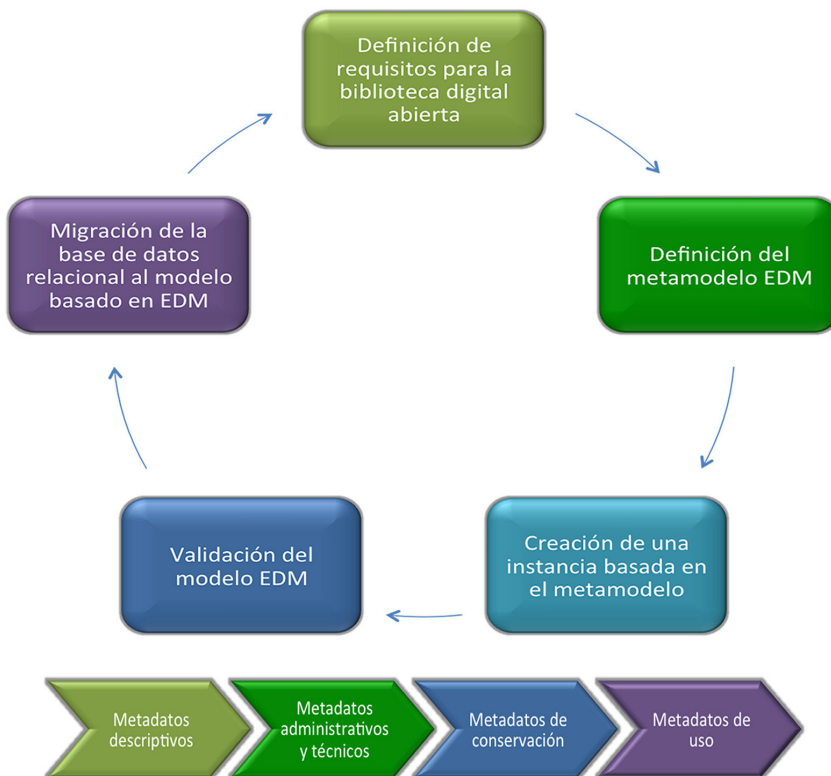 Definición de
requisitos para la
biblioteca digital
abierta
Migración de la
base de datos
relacional al modelo
basado en EDM
Definición del
metamodelo EDM
Validación del
modelo EDM
Creación de una
instancia basada en
el metamodelo
Metadatos
descriptivos
Metadatos
administrativos
y técnicos
Metadatos de
conservación
Metadatos de
uso